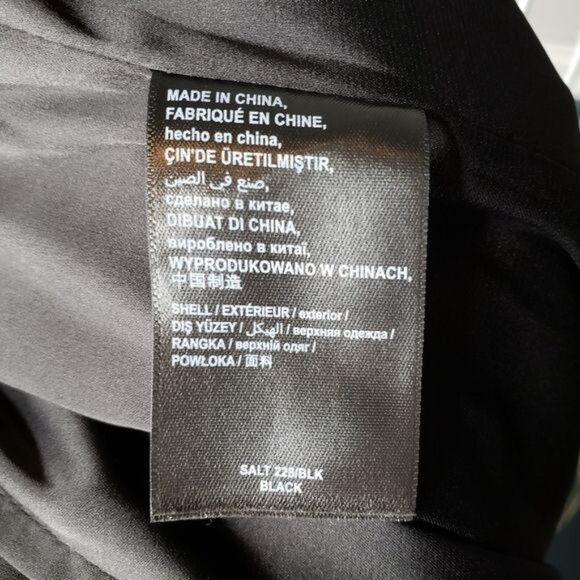 MADE IN CHINA,
FABRIQUÉ EN CHINE,
hecho en china,
ÇİN'DE ÜRETILMIŞTIR,
صنع في الصين,
сделано в китае,
DIBUAT DI CHINA,
вироблено в китаї,
WYPRODUKOWANO W CHINACH,
中国制造
SHELL / EXTÉRIEUR / exterior /
DIŞ YÜZEY / الهيكل / верхняя одежда /
RANGKA / верхній одяг /
POWŁOKA / 面料
SALT 228/BLK
BLACK